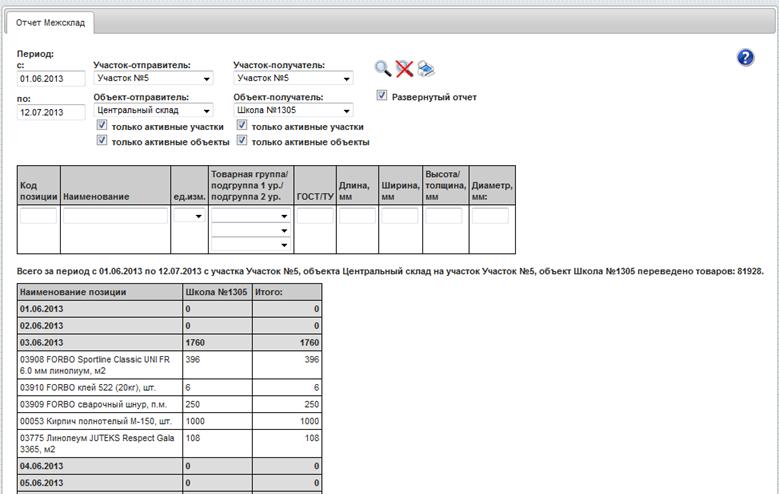 Отчет Межсклад
Период:
с: Участок-отправитель: Участок-получатель:
01.06.2013 Участок №5 Участок №5
по: Объект-отправитель: Объект-получатель: Развернутый отчет
12.07.2013 Центральный склад Школа №1305
только активные участки только активные участки
только активные объекты только активные объекты
Код позиции Наименование ед.изм. Товарная группа/ подгруппа 1 ур./ подгруппа 2 ур. ГОСТ/ТУ Длина, мм Ширина, мм Высота/ толщина, мм Диаметр, мм:
Всего за период с 01.06.2013 по 12.07.2013 с участка Участок №5, объекта Центральный склад на участок Участок №5, объект Школа №1305 переведено товаров: 81928.
Наименование позиции Школа №1305 Итого:
01.06.2013 0 0
02.06.2013 0 0
03.06.2013 1760 1760
03908 FORBO Sportline Classic UNI FR 396 396
6.0 мм линолиум, м2
03910 FORBO клей 522 (20кг), шт. 6 6
03909 FORBO сварочный шнур, п.м. 250 250
00053 Кирпич полнотелый М-150, шт. 1000 1000
03775 Линолеум JUTEKS Respect Gala 108 108
3365, м2
04.06.2013 0 0
05.06.2013 0 0